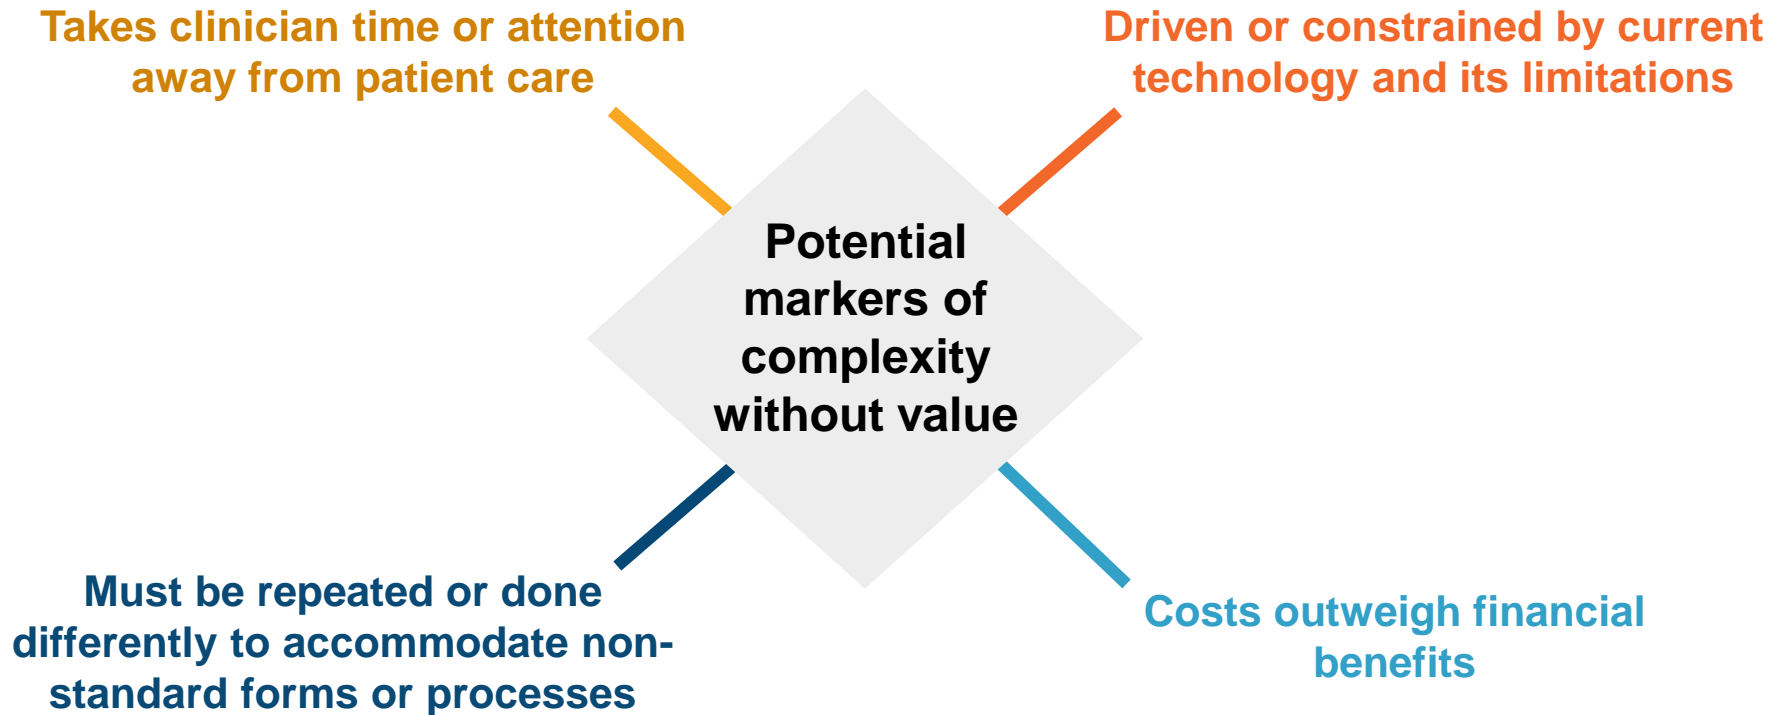 Takes clinician time or attention
away from patient care
Driven or constrained by current
technology and its limitations
Potential
markers of
complexity
without value
Must be repeated or done
differently to accommodate non-
standard forms or processes
Costs outweigh financial
benefits